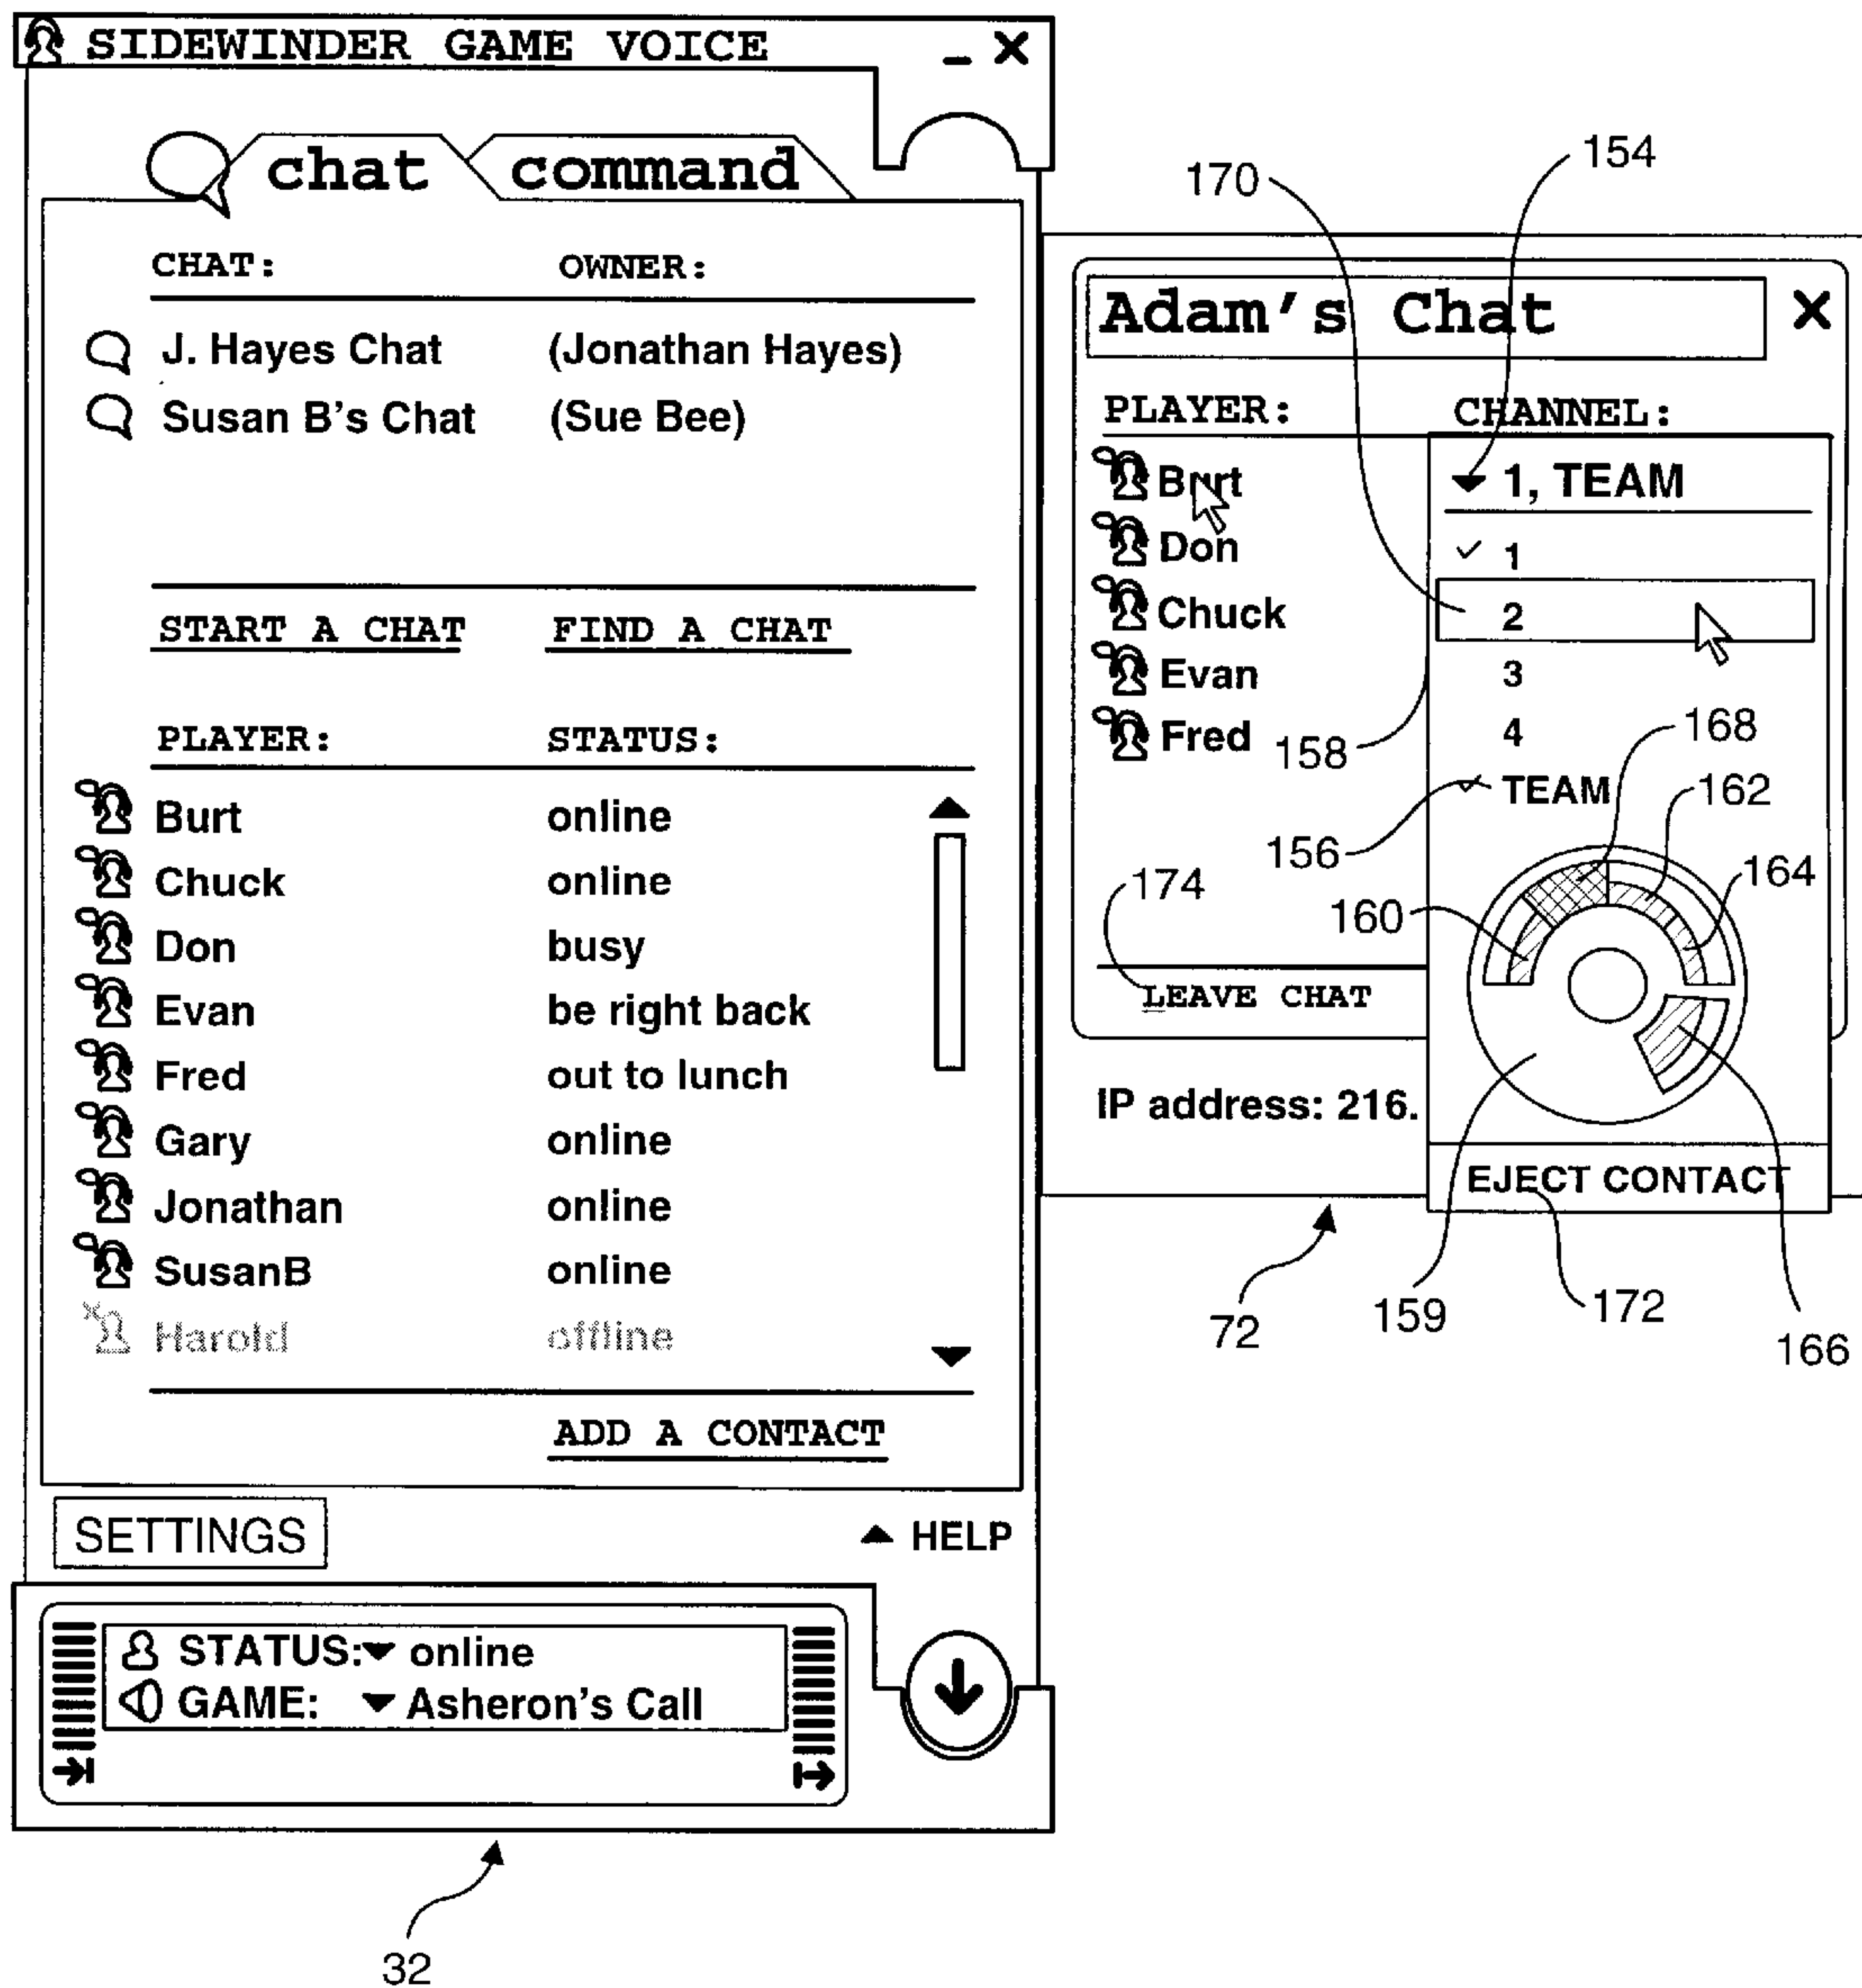 SIDEWINDER GAME VOICE
chat command
CHAT: OWNER:
J. Hayes Chat (Jonathan Hayes)
Susan B's Chat (Sue Bee)
START A CHAT FIND A CHAT
PLAYER: STATUS:
Burt online
Chuck online
Don busy
Evan be right back
Fred out to lunch
Gary online
Jonathan online
SusanB online
Harold offline
ADD A CONTACT
SETTINGS HELP
STATUS: online
GAME: Asheron's Call
32
170 154
Adam's Chat X
PLAYER: CHANNEL:
Burt 1, TEAM
Don 1
Chuck 2
Evan 3
Fred 158 4 168
TEAM 162
156 164
174 160
LEAVE CHAT
IP address: 216.
EJECT CONTACT
72 159 172 166